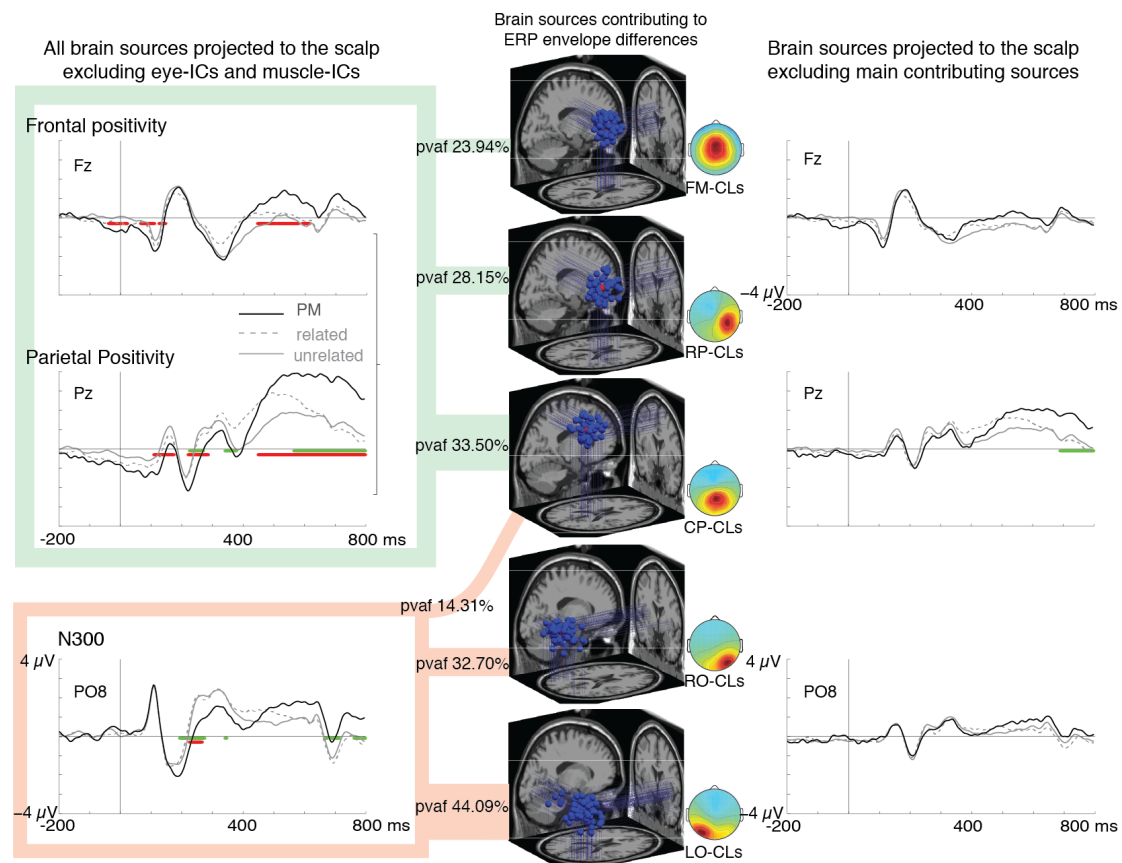 Brain sources contributing to
ERP envelope differences
All brain sources projected to the scalp
excluding eye-ICs and muscle-ICs
Brain sources projected to the scalp
excluding main contributing sources
Frontal positivity
Fz
pvaf 23.94%
FM-CLs
Fz
pvaf 28.15%
RP-CLs
−4 µV
-200
400
800 ms
PM
related
unrelated
Parietal Positivity
Pz
pvaf 33.50%
CP-CLs
Pz
-200
400
800 ms
pvaf 14.31%
N300
4 µV
PO8
pvaf 32.70%
RO-CLs
4 µV
PO8
−4 µV
-200
400
800 ms
pvaf 44.09%
LO-CLs
−4 µV
-200
400
800 ms